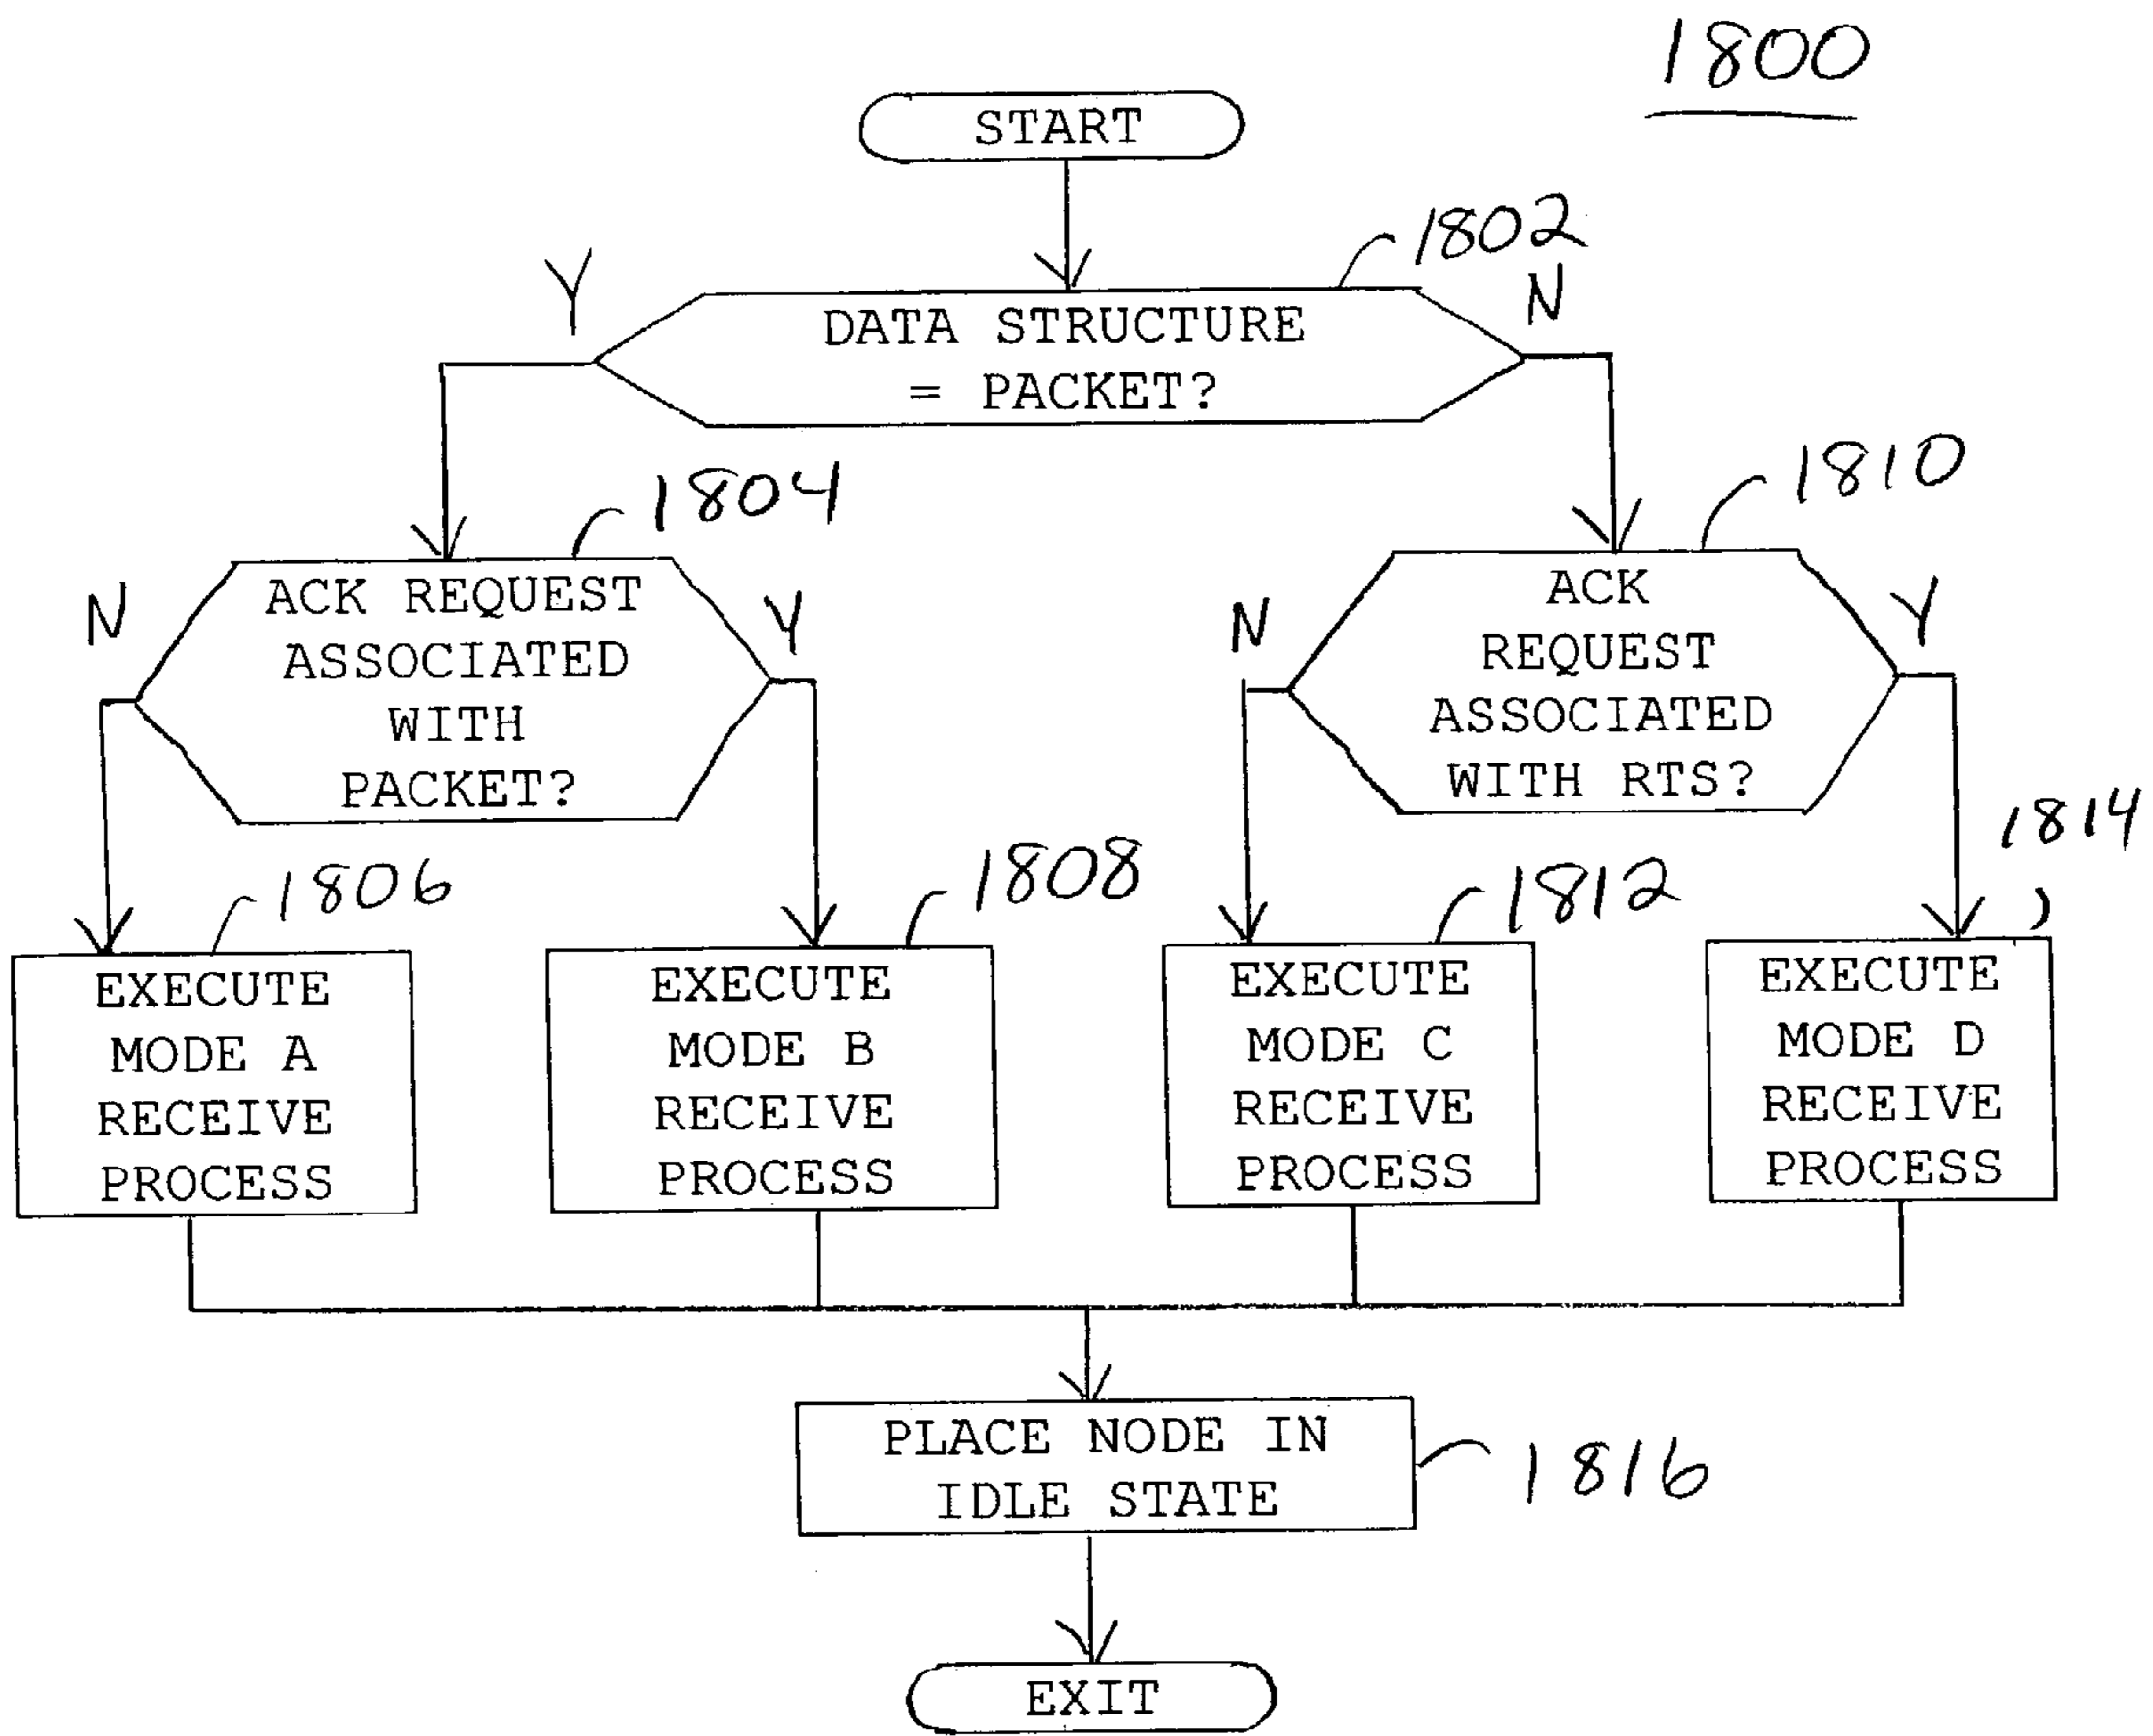 1800
START
1802
Y
N
DATA STRUCTURE
= PACKET?
1804
1810
N
ACK REQUEST
ASSOCIATED
WITH
PACKET?
Y
N
ACK
REQUEST
ASSOCIATED
WITH RTS?
Y
1806
1808
1812
1814
EXECUTE
MODE A
RECEIVE
PROCESS
EXECUTE
MODE B
RECEIVE
PROCESS
EXECUTE
MODE C
RECEIVE
PROCESS
EXECUTE
MODE D
RECEIVE
PROCESS
PLACE NODE IN
IDLE STATE
1816
EXIT